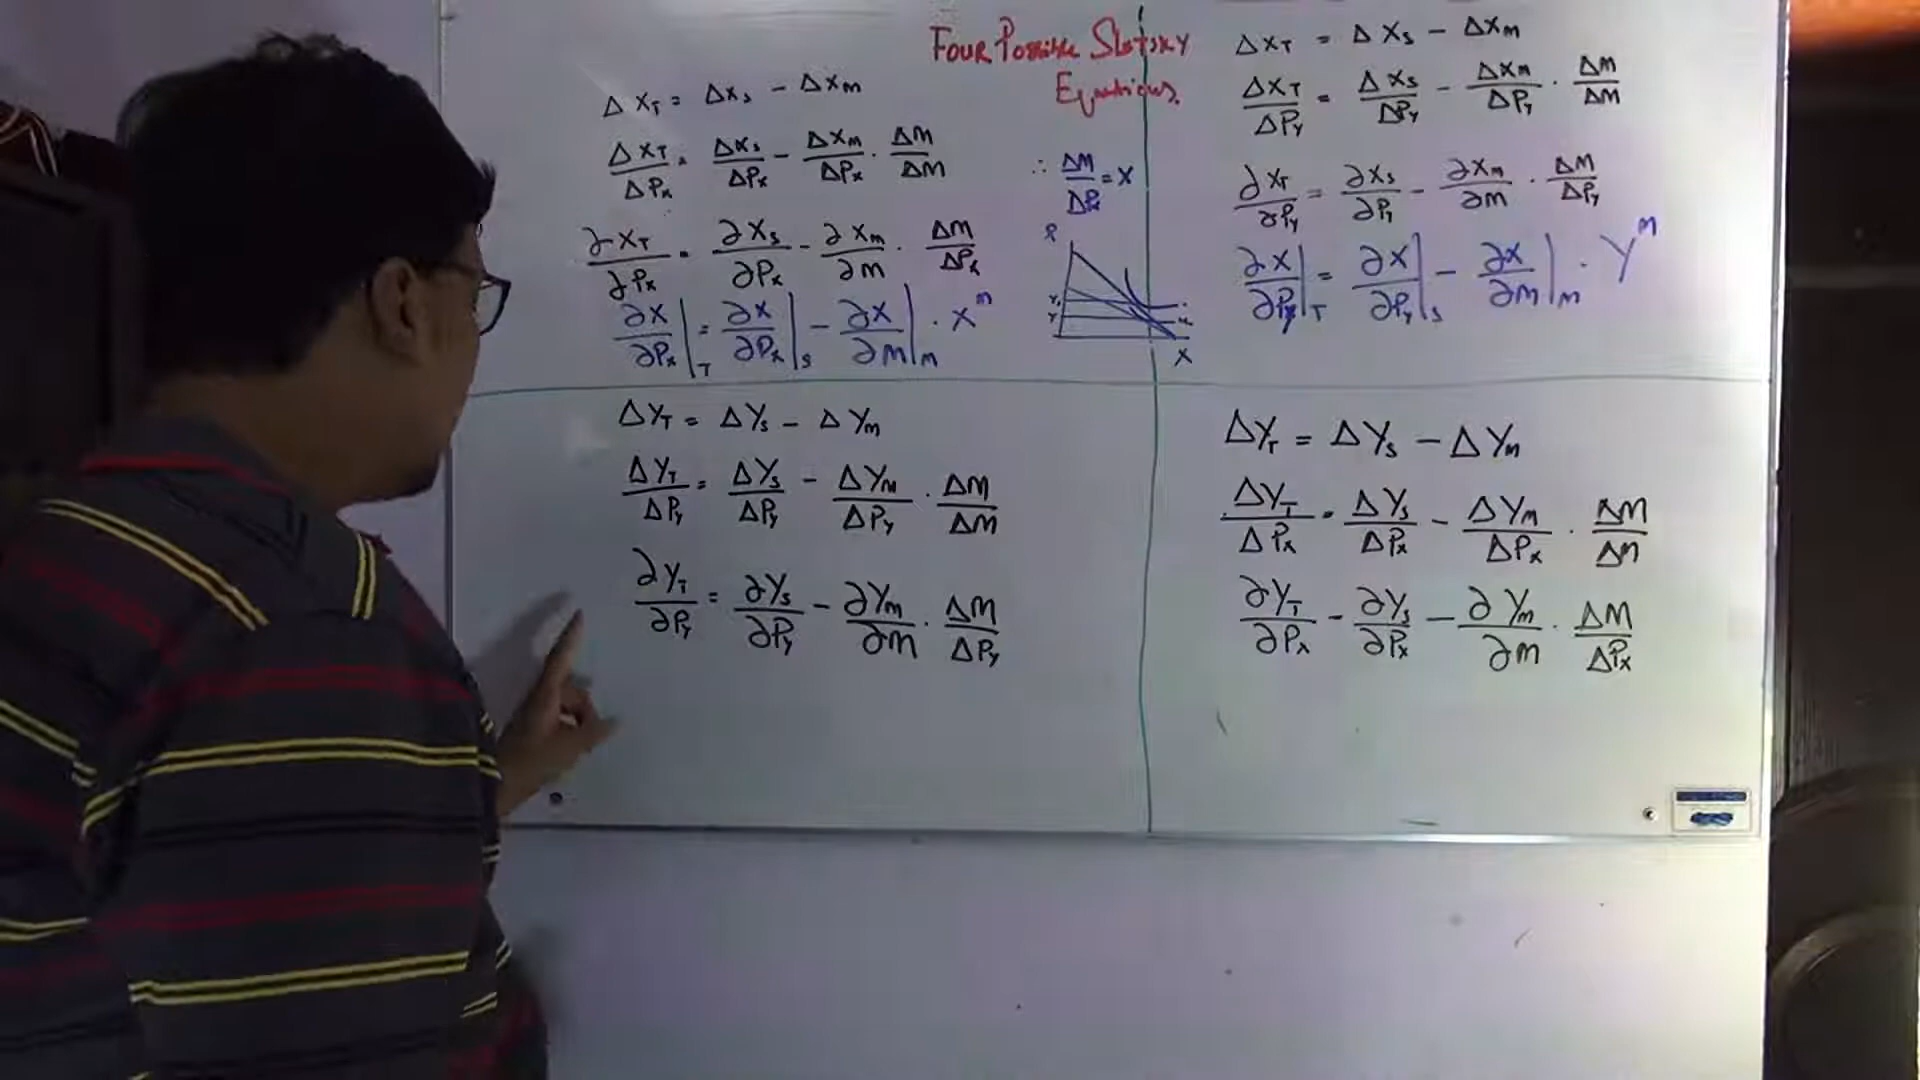 Four Possible Slutsky
Equations.
ΔX_T = ΔX_s - ΔX_m
ΔX_T/ΔP_x = ΔX_s/ΔP_x - ΔX_m/ΔP_x · ΔM/ΔM
∂X_T/∂P_x = ∂X_s/∂P_x - ∂X_m/∂m · ΔM/ΔP_x
∂X/∂P_x|_T = ∂X/∂P_x|_s - ∂X/∂m|_m · X^m
∴ ΔM/ΔP_x = X
X
ΔX_T = ΔX_s - ΔX_m
ΔX_T/ΔP_y = ΔX_s/ΔP_y - ΔX_m/ΔP_y · ΔM/ΔM
∂X_T/∂P_y = ∂X_s/∂P_y - ∂X_m/∂m · ΔM/ΔP_y
∂X/∂P_y|_T = ∂X/∂P_y|_s - ∂X/∂m|_m · Y^m
ΔY_T = ΔY_s - ΔY_m
ΔY_T/ΔP_y = ΔY_s/ΔP_y - ΔY_m/ΔP_y · ΔM/ΔM
∂Y_T/∂P_y = ∂Y_s/∂P_y - ∂Y_m/∂m · ΔM/ΔP_y
ΔY_T = ΔY_s - ΔY_m
ΔY_T/ΔP_x = ΔY_s/ΔP_x - ΔY_m/ΔP_x · ΔM/ΔM
∂Y_T/∂P_x - ∂Y_s/∂P_x - ∂Y_m/∂m · ΔM/ΔP_x